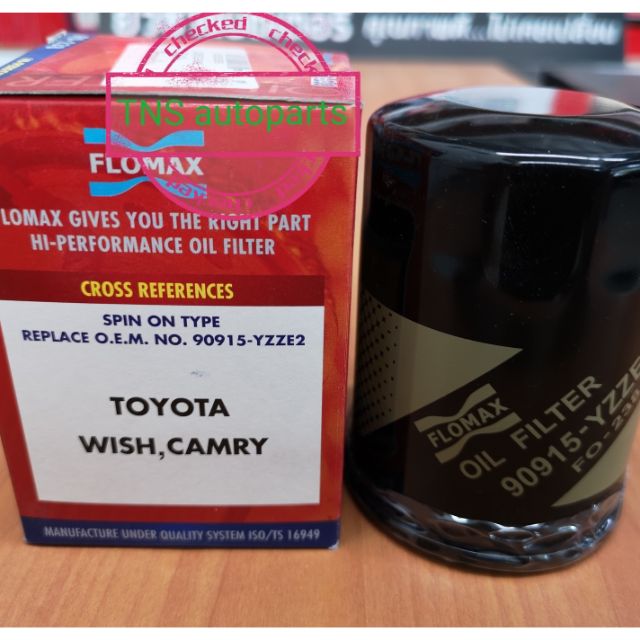 checked
TNS autoparts
FLOMAX
LOMAX GIVES YOU THE RIGHT PART
HI-PERFORMANCE OIL FILTER
CROSS REFERENCES
SPIN ON TYPE
REPLACE O.E.M. NO. 90915-YZZE2
TOYOTA
WISH,CAMRY
MANUFACTURE UNDER QUALITY SYSTEM ISO/TS 16949
FLOMAX
OIL FILTER
90915-YZZE